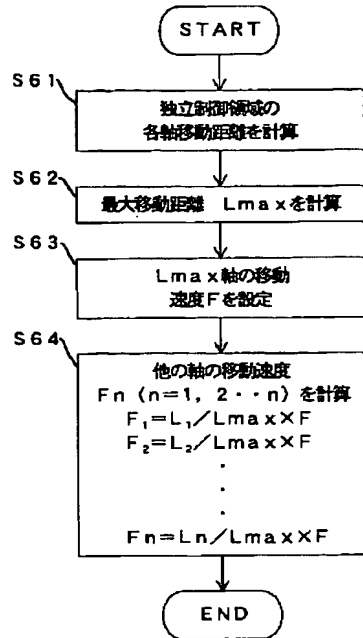 START
S61
独立制御領域の
各軸移動距離を計算
S62
最大移動距離 Lmaxを計算
S63
Lmax軸の移動
速度Fを設定
S64
他の軸の移動速度
Fn (n=1, 2・・n) を計算
F₁=L₁/Lmax×F
F₂=L₂/Lmax×F
・
・
・
Fn=Ln/Lmax×F
END